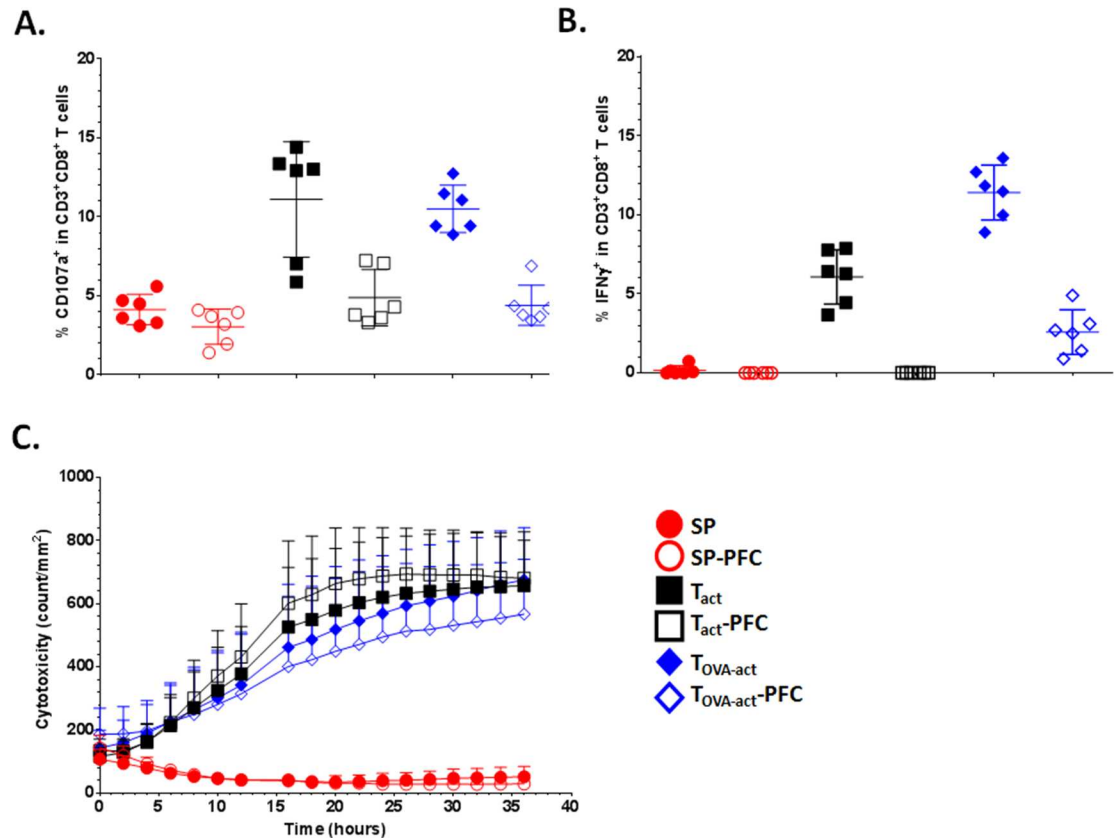 A.
B.
20
15
10
5
0
% CD107a⁺ in CD3⁺CD8⁺ T cells
20
15
10
5
0
% IFNγ⁺ in CD3⁺CD8⁺ T cells
C.
1000
800
600
400
200
0
Cytotoxicity (count/mm²)
0 5 10 15 20 25 30 35 40
Time (hours)
SP
SP-PFC
Tact
Tact-PFC
TOVA-act
TOVA-act-PFC